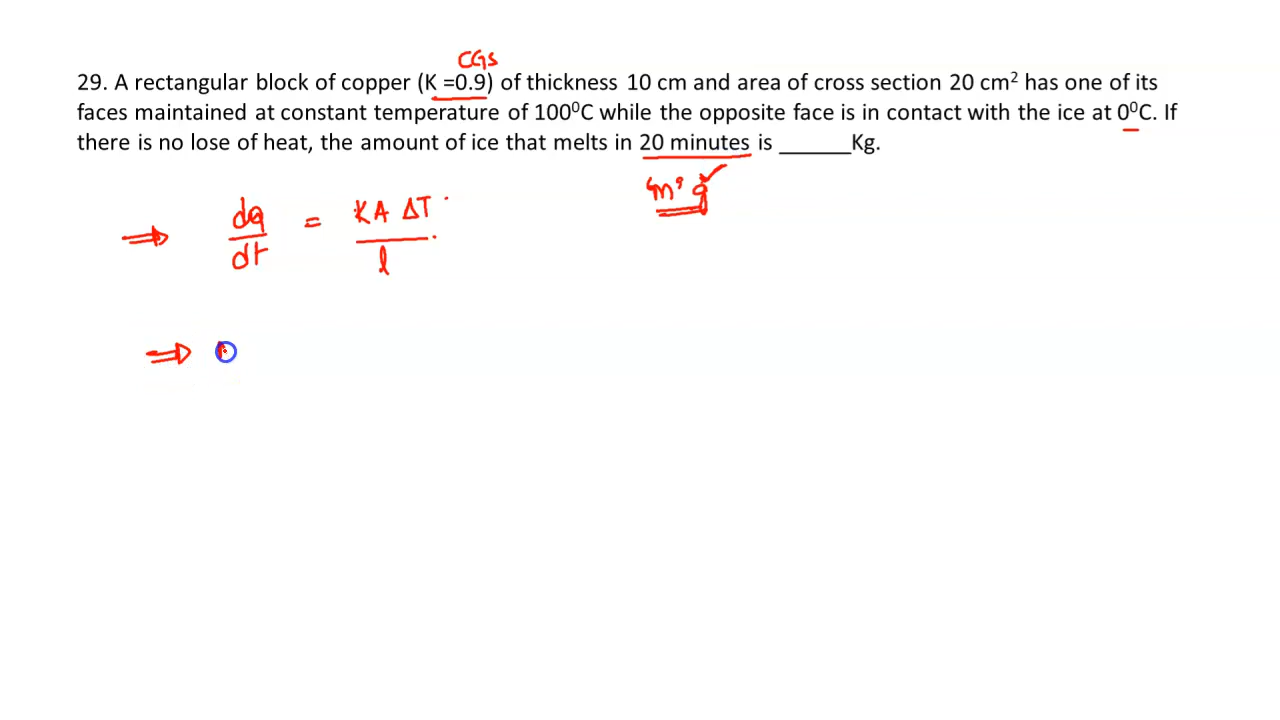 CGS
29. A rectangular block of copper (K =0.9) of thickness 10 cm and area of cross section 20 cm² has one of its
faces maintained at constant temperature of 100⁰C while the opposite face is in contact with the ice at 0⁰C. If
there is no lose of heat, the amount of ice that melts in 20 minutes is ______Kg.
"m" g ✓
dQ/dt = KA ΔT/l
⇒